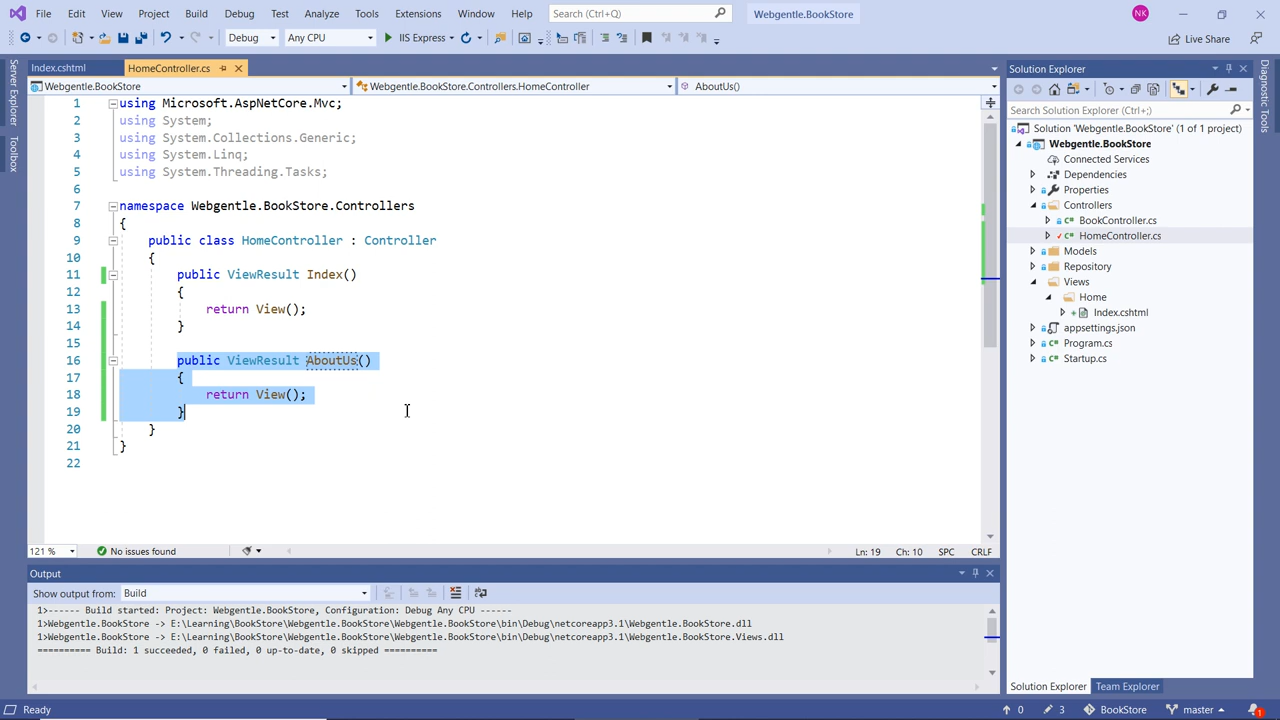 File Edit View Project Build Debug Test Analyze Tools Extensions Window Help Search (Ctrl+Q) Webgentle.BookStore NK
Debug Any CPU IIS Express Live Share
Server Explorer
Toolbox
Index.cshtml HomeController.cs
Webgentle.BookStore Webgentle.BookStore.Controllers.HomeController AboutUs()
1 using Microsoft.AspNetCore.Mvc;
2 using System;
3 using System.Collections.Generic;
4 using System.Linq;
5 using System.Threading.Tasks;
6
7 namespace Webgentle.BookStore.Controllers
8 {
9 public class HomeController : Controller
10 {
11 public ViewResult Index()
12 {
13 return View();
14 }
15
16 public ViewResult AboutUs()
17 {
18 return View();
19 }
20 }
21 }
22
121 % No issues found Ln: 19 Ch: 10 SPC CRLF
Output
Show output from: Build
1>------ Build started: Project: Webgentle.BookStore, Configuration: Debug Any CPU ------
1>Webgentle.BookStore -> E:\Learning\BookStore\Webgentle.BookStore\Webgentle.BookStore\bin\Debug\netcoreapp3.1\Webgentle.BookStore.dll
1>Webgentle.BookStore -> E:\Learning\BookStore\Webgentle.BookStore\Webgentle.BookStore\bin\Debug\netcoreapp3.1\Webgentle.BookStore.Views.dll
========== Build: 1 succeeded, 0 failed, 0 up-to-date, 0 skipped ==========
Solution Explorer
Search Solution Explorer (Ctrl+;)
Solution 'Webgentle.BookStore' (1 of 1 project)
Webgentle.BookStore
Connected Services
Dependencies
Properties
Controllers
C# BookController.cs
C# HomeController.cs
Models
Repository
Views
Home
Index.cshtml
appsettings.json
C# Program.cs
C# Startup.cs
Solution Explorer Team Explorer
Diagnostic Tools
Ready 0 3 BookStore master 1